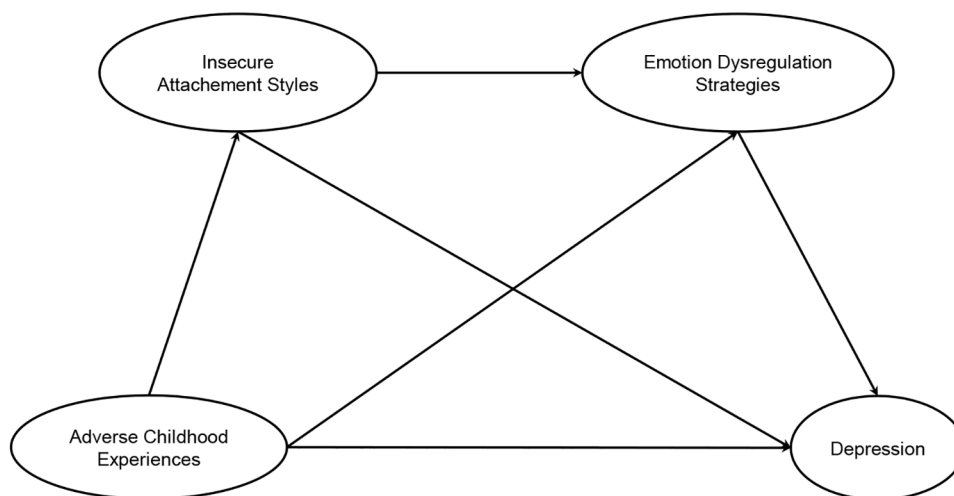 Insecure
Attachement Styles
Emotion Dysregulation
Strategies
Adverse Childhood
Experiences
Depression